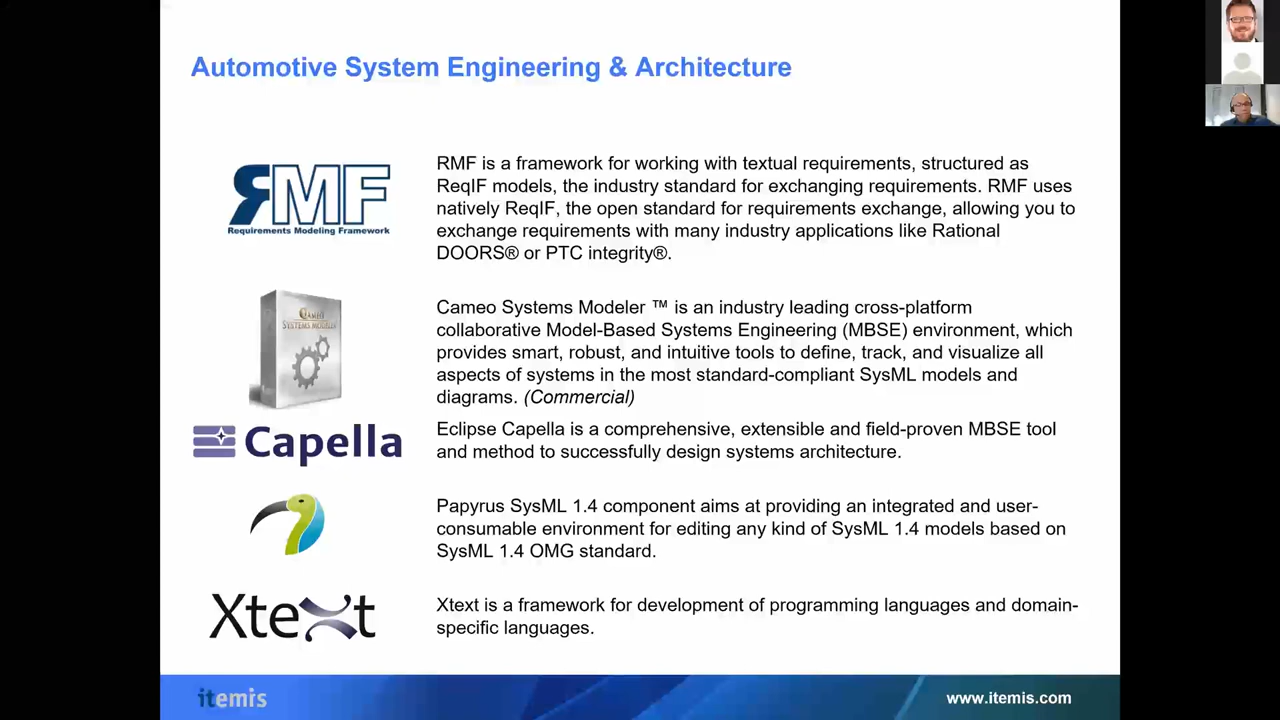 Automotive System Engineering & Architecture
RMF
Requirements Modeling Framework
RMF is a framework for working with textual requirements, structured as
ReqIF models, the industry standard for exchanging requirements. RMF uses
natively ReqIF, the open standard for requirements exchange, allowing you to
exchange requirements with many industry applications like Rational
DOORS® or PTC integrity®.
CAMEO
SYSTEMS MODELER
Cameo Systems Modeler ™ is an industry leading cross-platform
collaborative Model-Based Systems Engineering (MBSE) environment, which
provides smart, robust, and intuitive tools to define, track, and visualize all
aspects of systems in the most standard-compliant SysML models and
diagrams. (Commercial)
Capella
Eclipse Capella is a comprehensive, extensible and field-proven MBSE tool
and method to successfully design systems architecture.
Papyrus SysML 1.4 component aims at providing an integrated and user-
consumable environment for editing any kind of SysML 1.4 models based on
SysML 1.4 OMG standard.
Xtext
Xtext is a framework for development of programming languages and domain-
specific languages.
itemis
www.itemis.com